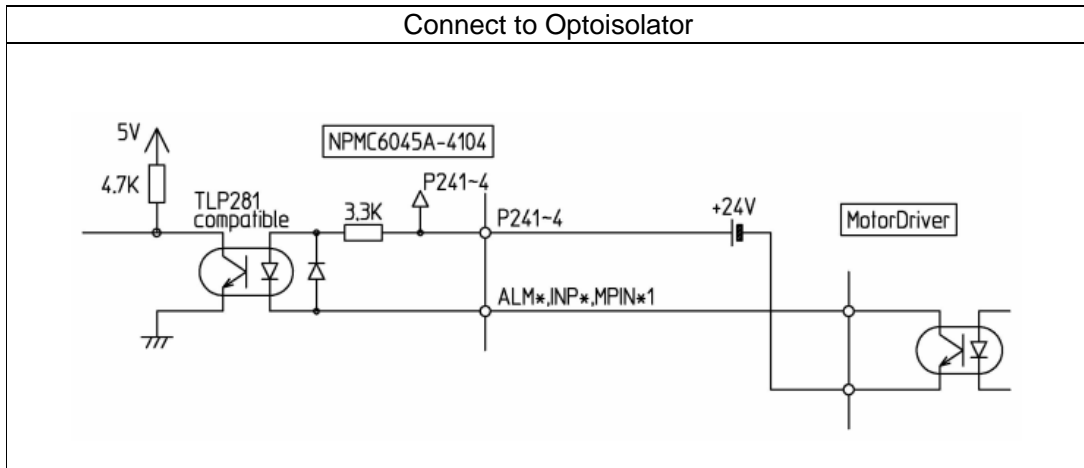 Connect to Optoisolator
5V
NPMC6045A-4104
4.7K
TLP281
compatible
3.3K
P241~4
P241~4
+24V
MotorDriver
ALM*,INP*,MPIN*1